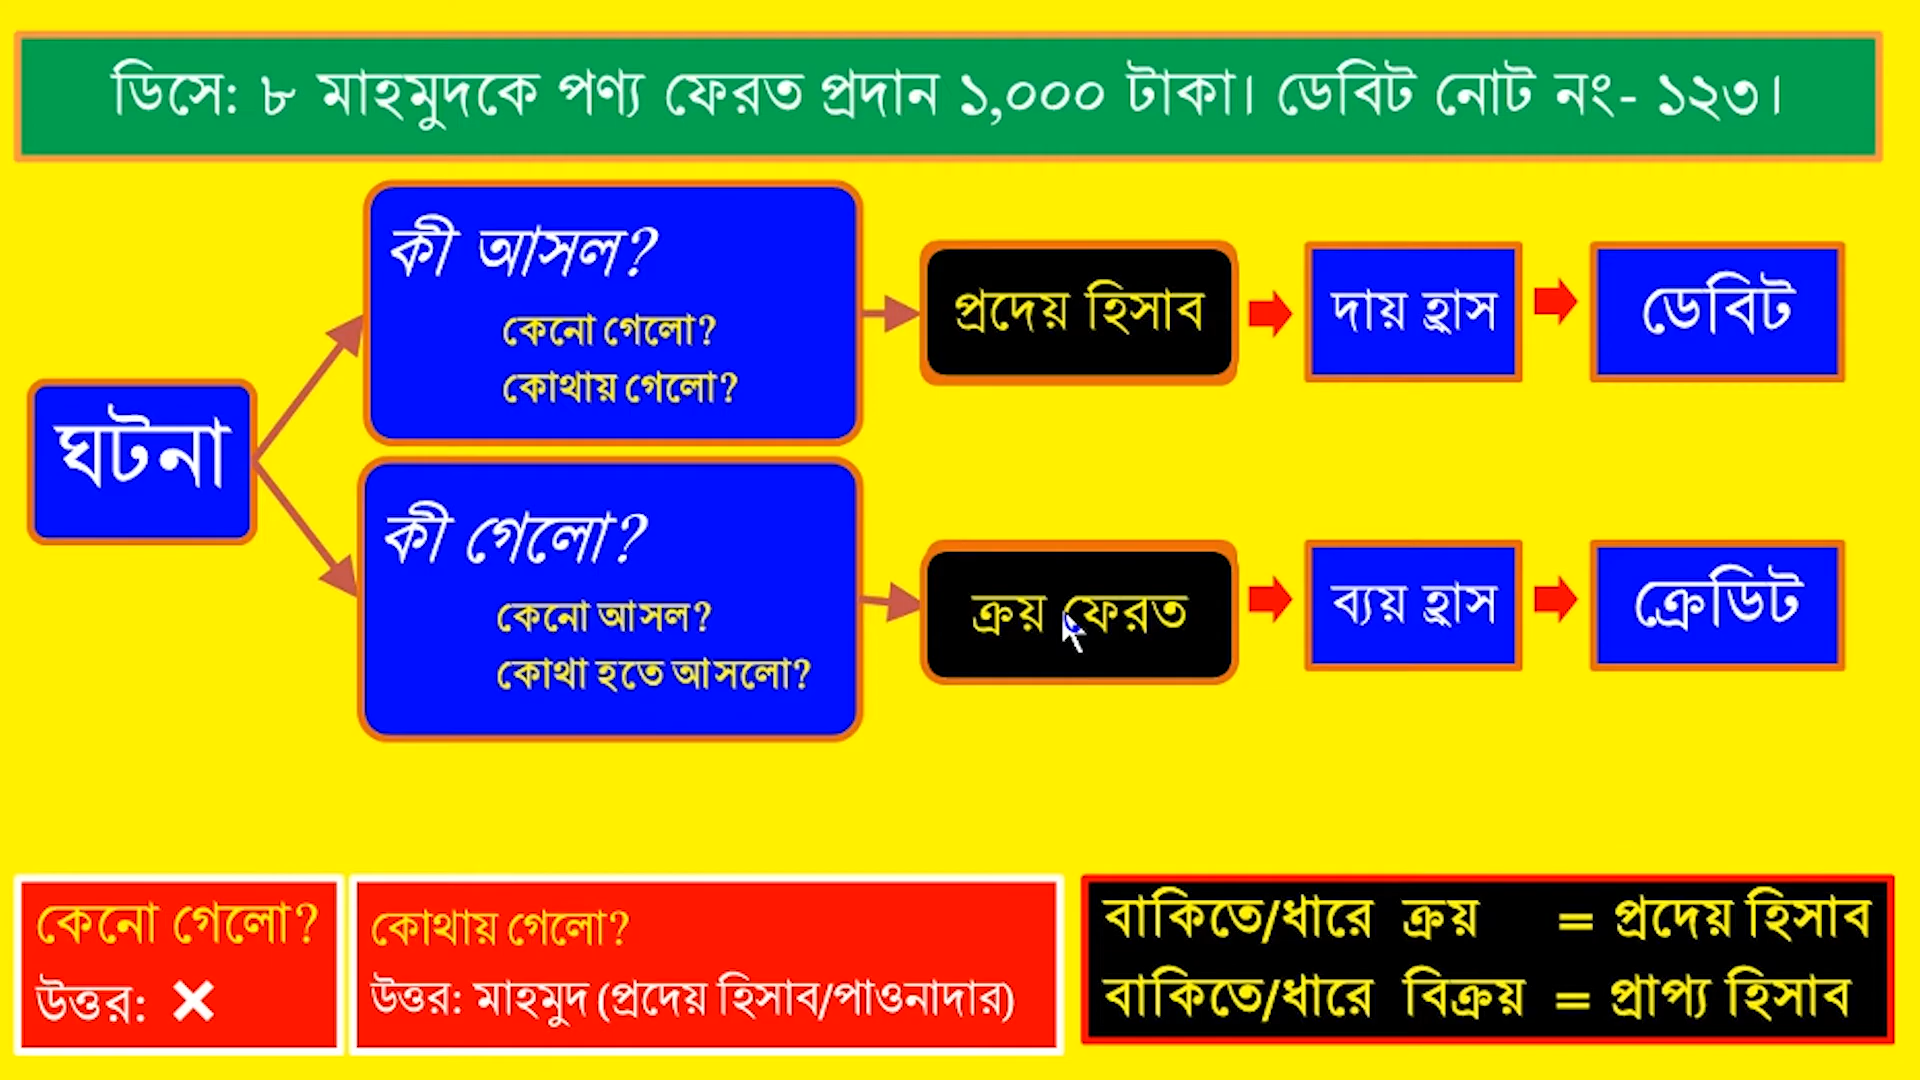 ডিসে: ৮ মাহমুদকে পণ্য ফেরত প্রদান ১,০০০ টাকা। ডেবিট নোট নং- ১২৩।
ঘটনা
কী আসল?
কেনো গেলো?
কোথায় গেলো?
প্রদেয় হিসাব
দায় হ্রাস
ডেবিট
কী গেলো?
কেনো আসল?
কোথা হতে আসলো?
ক্রয় ফেরত
ব্যয় হ্রাস
ক্রেডিট
কেনো গেলো?
উত্তর: ❌
কোথায় গেলো?
উত্তর: মাহমুদ (প্রদেয় হিসাব/পাওনাদার)
বাকিতে/ধারে ক্রয় = প্রদেয় হিসাব
বাকিতে/ধারে বিক্রয় = প্রাপ্য হিসাব